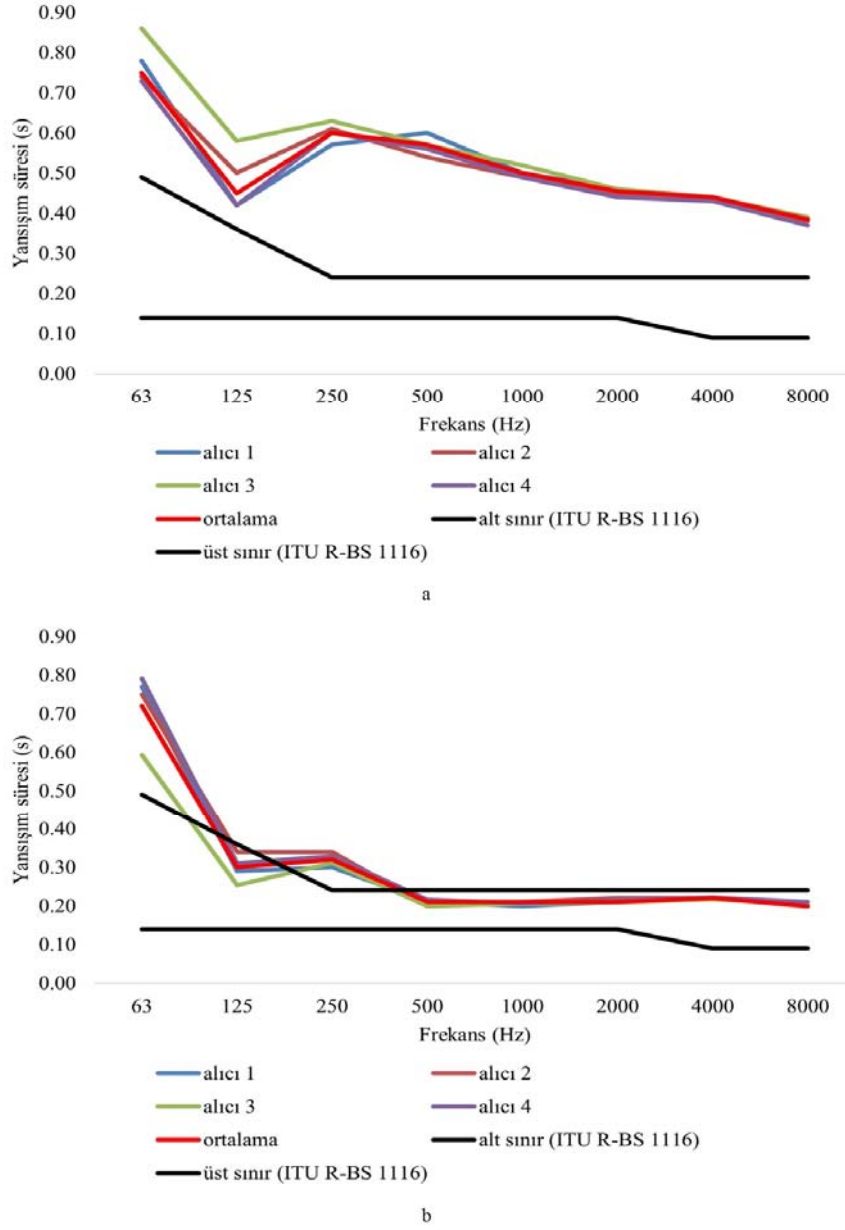 0.90
0.80
0.70
0.60
0.50
0.40
0.30
0.20
0.10
0.00
Yansışım süresi (s)
63 125 250 500 1000 2000 4000 8000
Frekans (Hz)
alıcı 1 alıcı 2
alıcı 3 alıcı 4
ortalama alt sınır (ITU R-BS 1116)
üst sınır (ITU R-BS 1116)
a
0.90
0.80
0.70
0.60
0.50
0.40
0.30
0.20
0.10
0.00
Yansışım süresi (s)
63 125 250 500 1000 2000 4000 8000
Frekans (Hz)
alıcı 1 alıcı 2
alıcı 3 alıcı 4
ortalama alt sınır (ITU R-BS 1116)
üst sınır (ITU R-BS 1116)
b